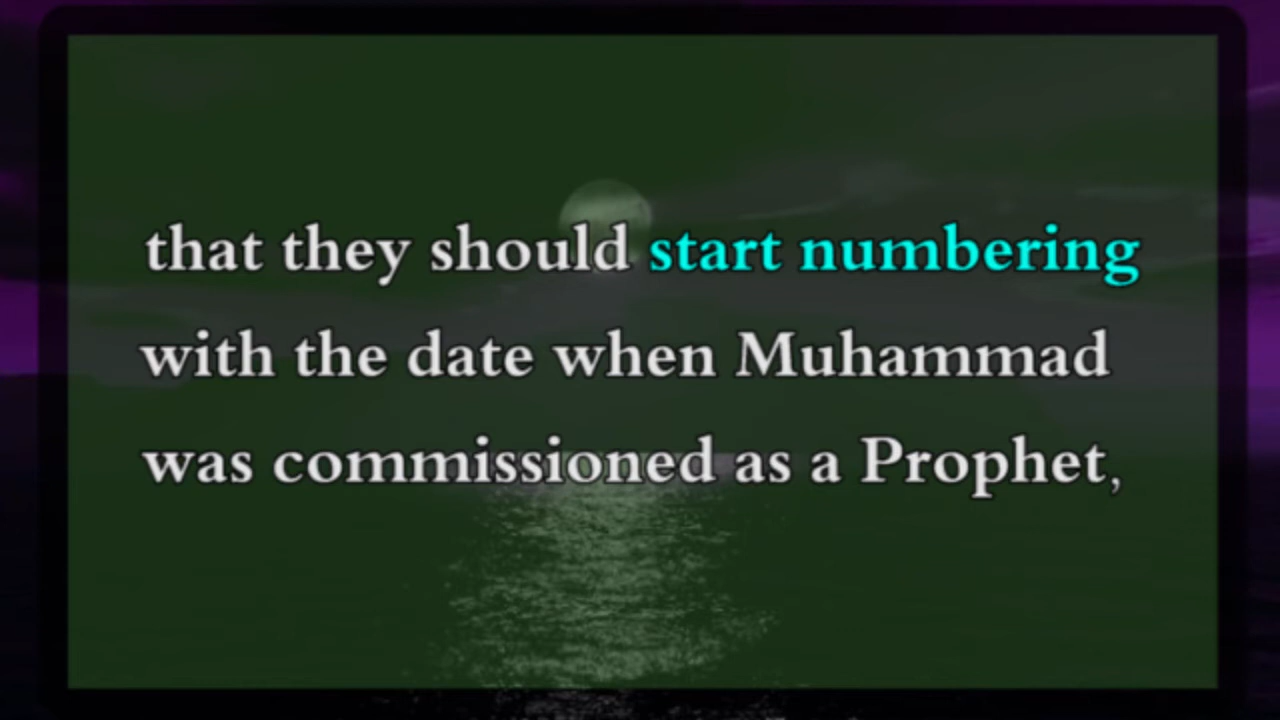 that they should start numbering
with the date when Muhammad
was commissioned as a Prophet,